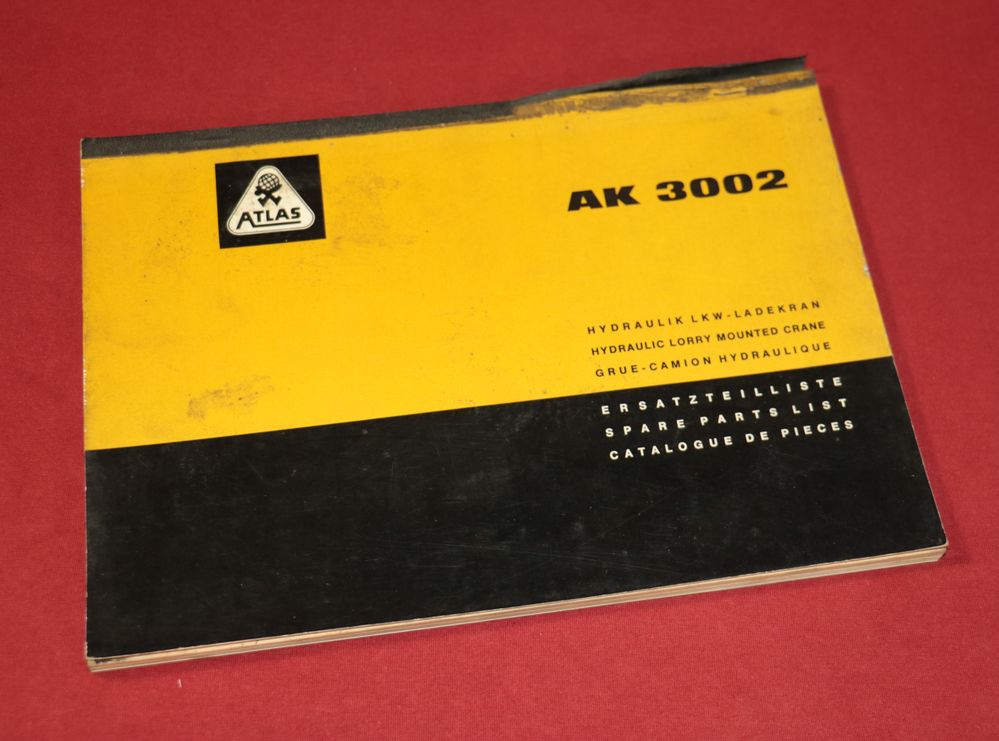 ATLAS
AK 3002
HYDRAULIK LKW-LADEKRAN
HYDRAULIC LORRY MOUNTED CRANE
GRUE-CAMION HYDRAULIQUE
ERSATZTEILLISTE
SPARE PARTS LIST
CATALOGUE DE PIECES